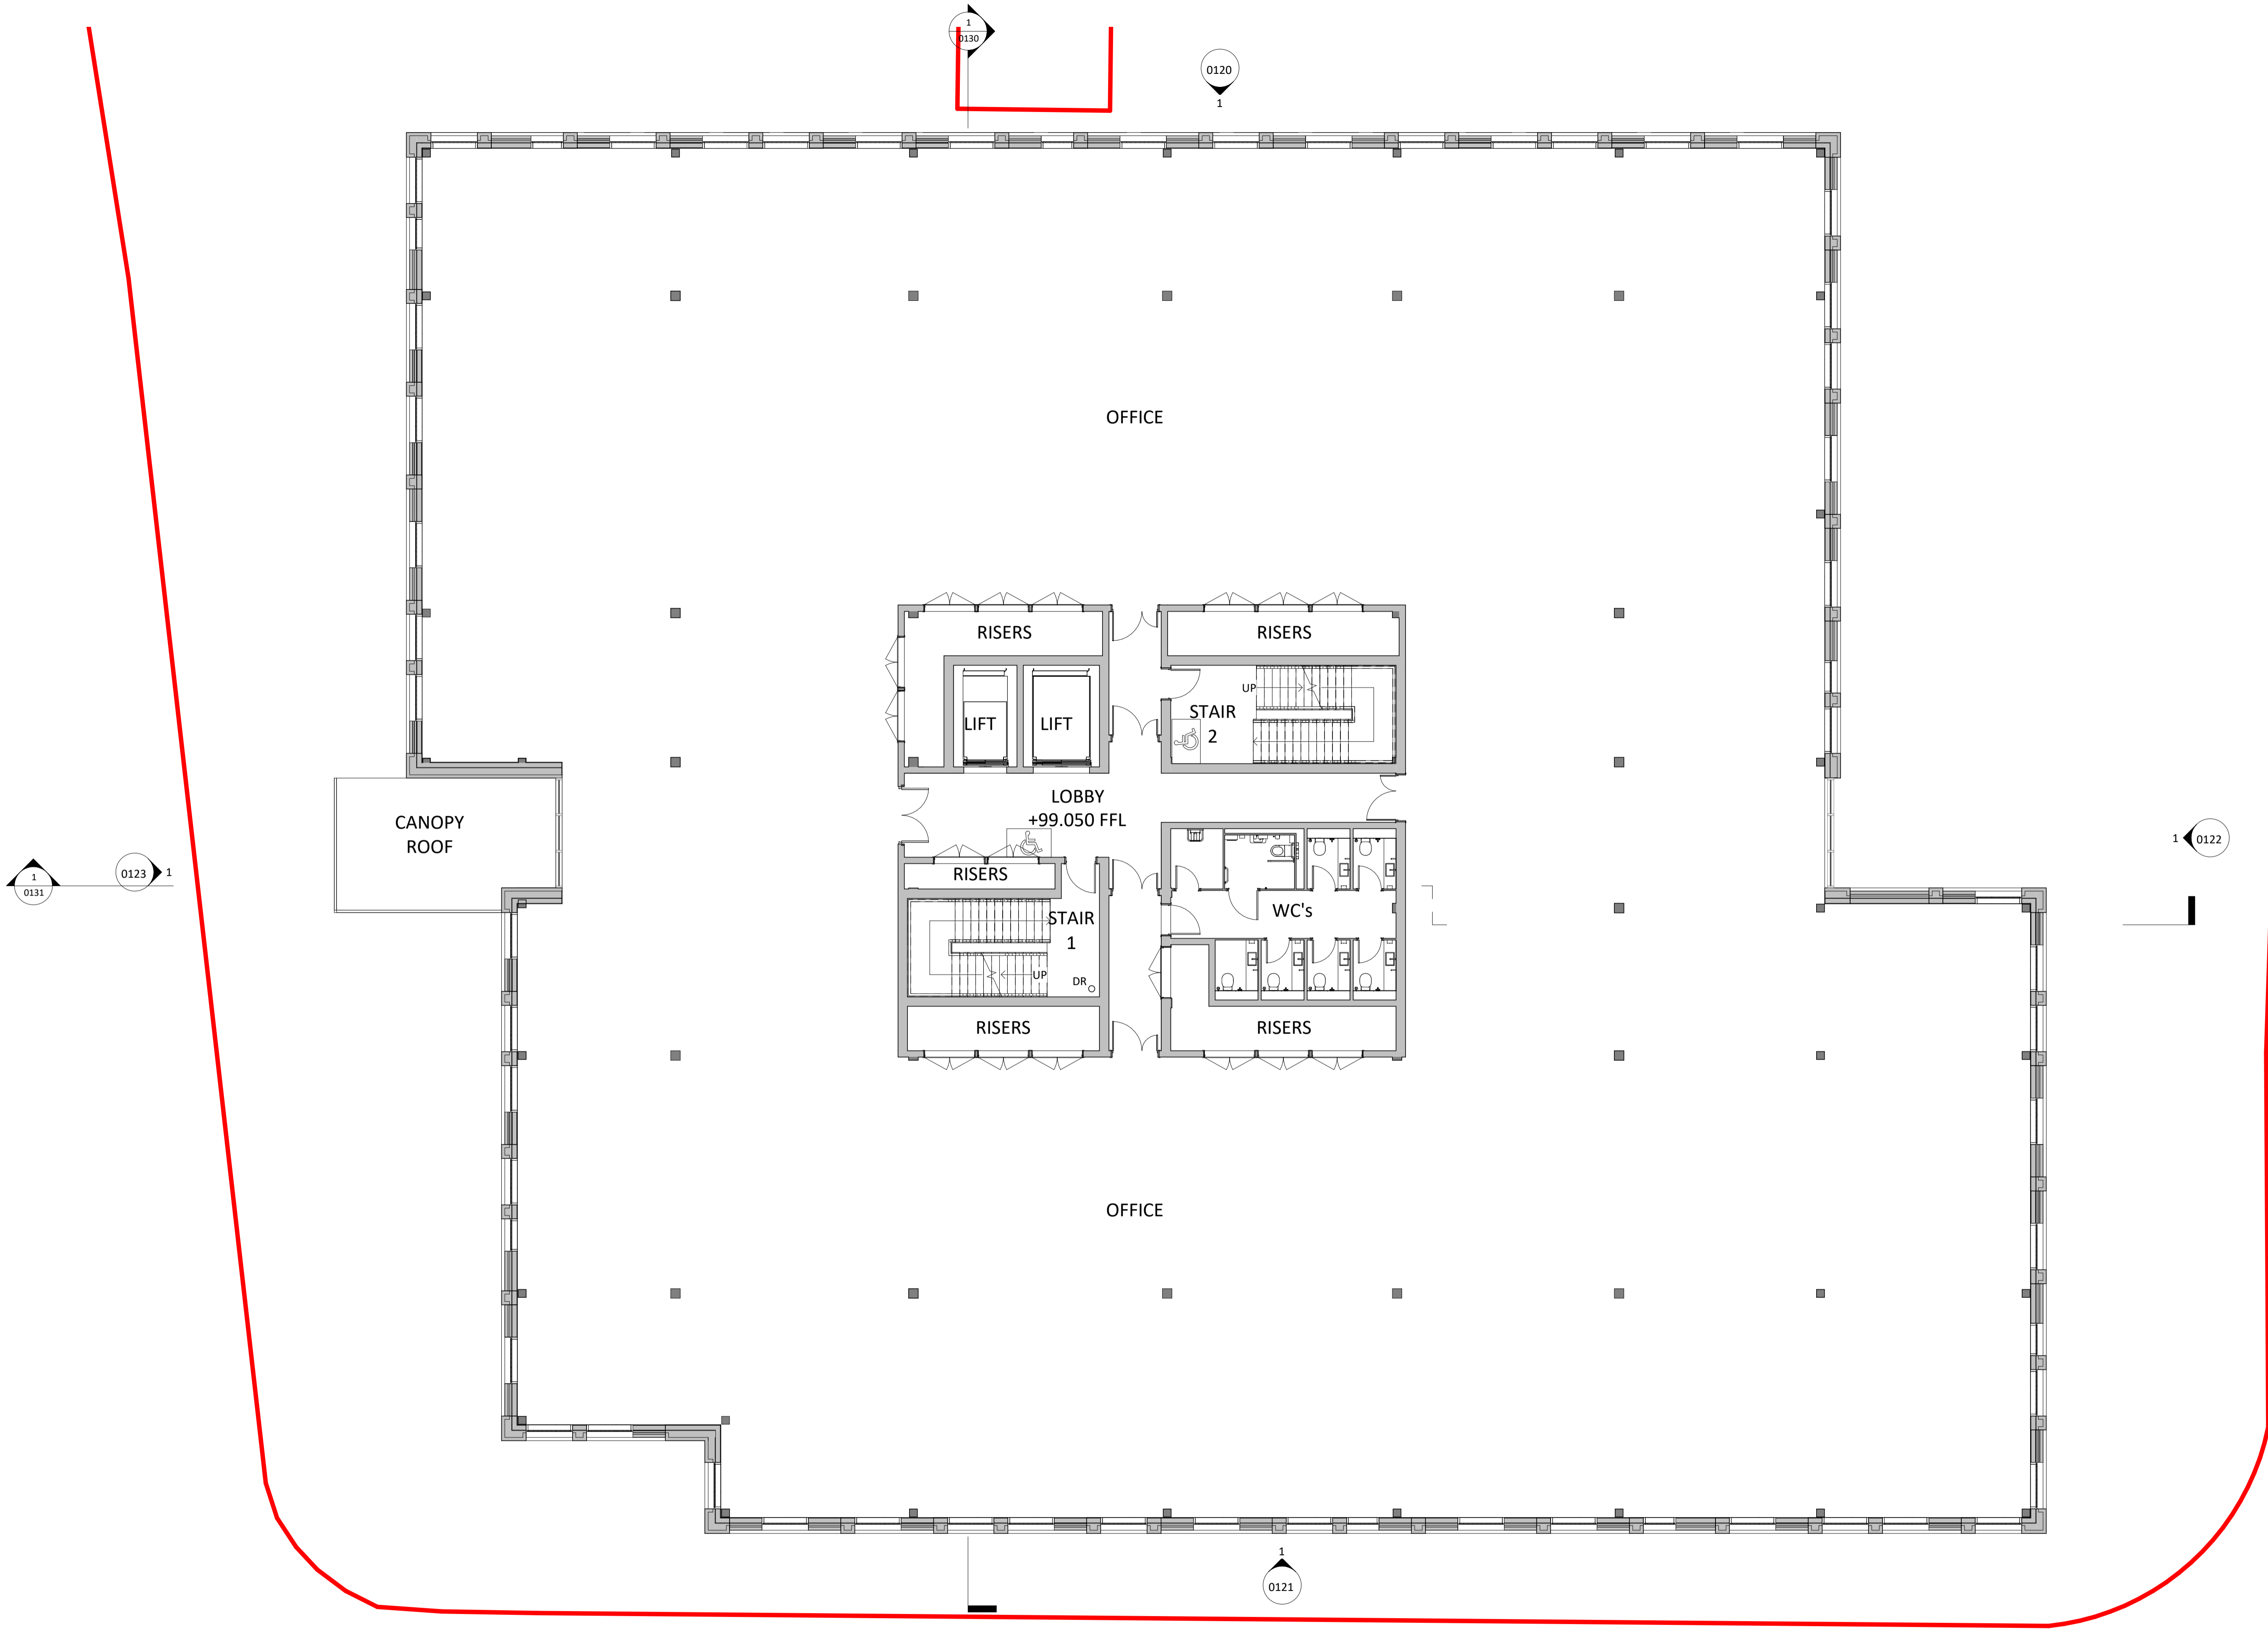 1
0130
0120
1
OFFICE
RISERS
RISERS
UP
LIFT
LIFT
STAIR
2
LOBBY
+99.050 FFL
CANOPY
ROOF
1
0122
1
0131
0123
1
RISERS
WC's
STAIR
1
UP
DR
RISERS
RISERS
OFFICE
1
0121